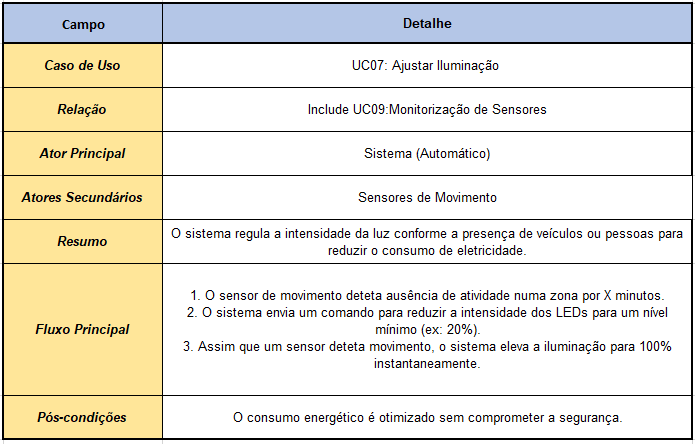 Campo Detalhe
Caso de Uso UC07: Ajustar Iluminação
Relação Include UC09:Monitorização de Sensores
Ator Principal Sistema (Automático)
Atores Secundários Sensores de Movimento
Resumo O sistema regula a intensidade da luz conforme a presença de veículos ou pessoas para
reduzir o consumo de eletricidade.
Fluxo Principal
1. O sensor de movimento deteta ausência de atividade numa zona por X minutos.
2. O sistema envia um comando para reduzir a intensidade dos LEDs para um nível
mínimo (ex: 20%).
3. Assim que um sensor deteta movimento, o sistema eleva a iluminação para 100%
instantaneamente.
Pós-condições O consumo energético é otimizado sem comprometer a segurança.